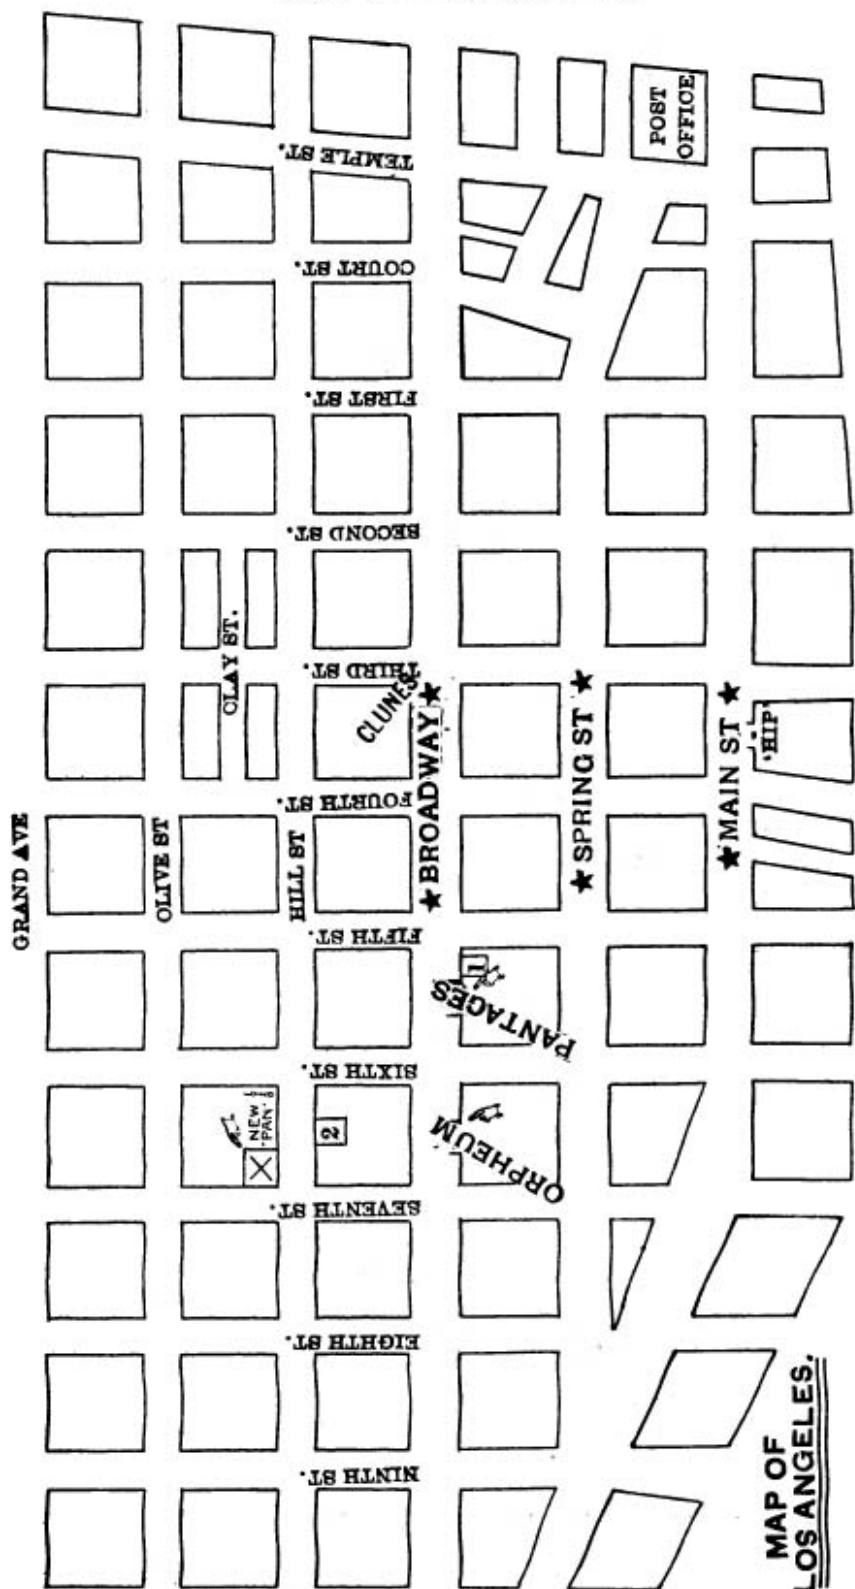 TEMPLE ST.
POST
OFFICE
COURT ST.
FIRST ST.
SECOND ST.
CLAY ST.
THIRD ST.
CLUNES
★ BROADWAY ★
★ SPRING ST ★
★ MAIN ST ★
'HIP'
FOURTH ST.
GRAND AVE
OLIVE ST
HILL ST
FIFTH ST.
1
PANTAGES
SIXTH ST.
NEW
'PAN'
X
2
ORPHEUM
SEVENTH ST.
EIGHTH ST.
NINTH ST.
MAP OF
LOS ANGELES.